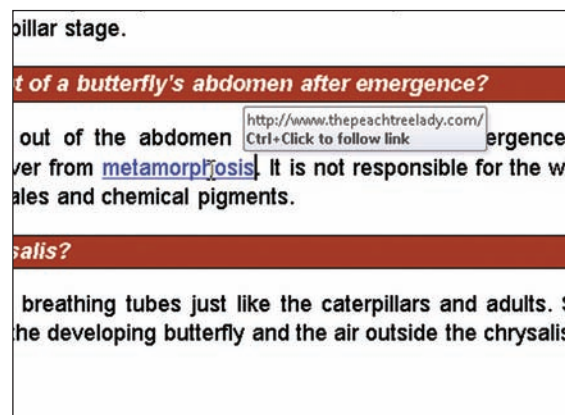 pillar stage.
t of a butterfly's abdomen after emergence?
out of the abdomen ergence
http://www.thepeachtreelady.com/
Ctrl+Click to follow link
ver from metamorphosis. It is not responsible for the w
ales and chemical pigments.
salis?
breathing tubes just like the caterpillars and adults. S
the developing butterfly and the air outside the chrysalis